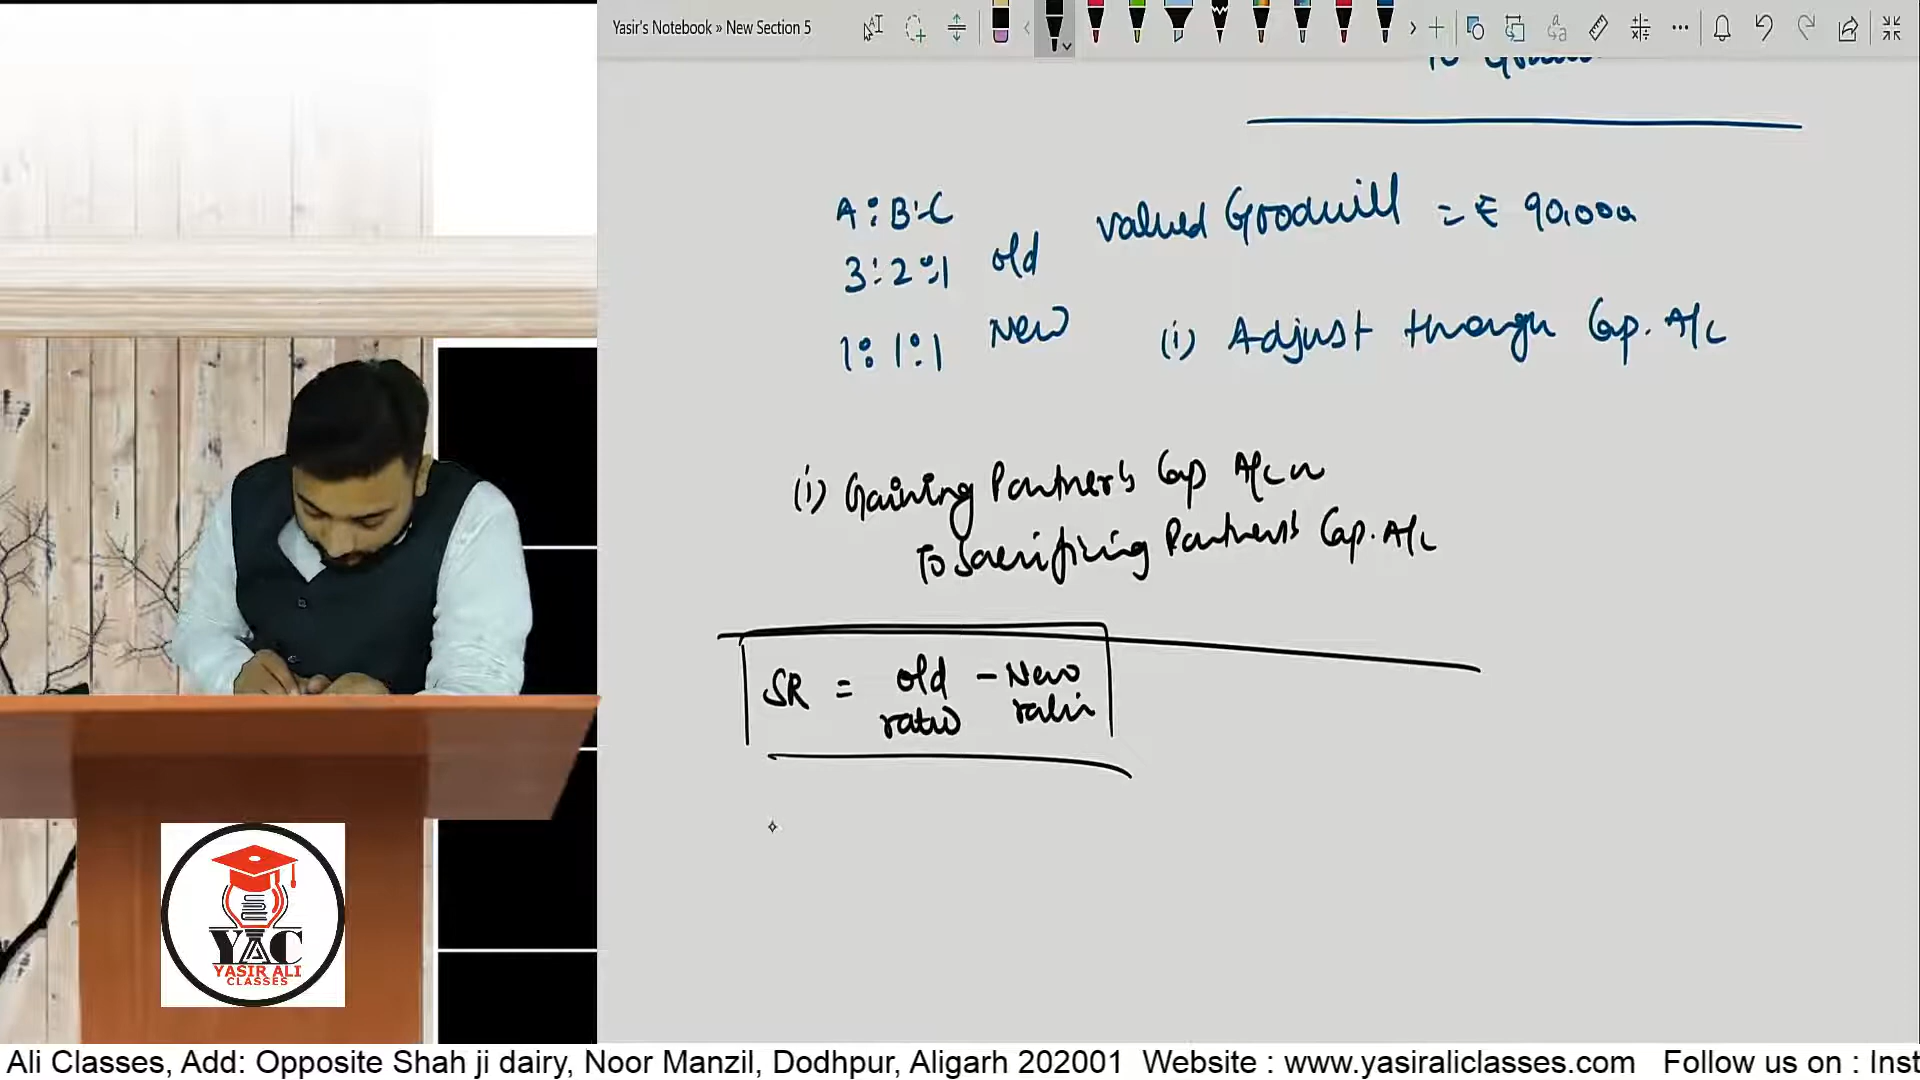 Yasir's Notebook » New Section 5
To
A:B:C
3:2:1 old
valued Goodwill = ₹ 90,000
1:1:1 New
(i) Adjust through Cap. A/c
(i) Gaining Partner's Cap A/c
To Sacrificing Partner's Cap. A/c
SR = old ratio - New ratio
YAC
YASIR ALI
CLASSES
Ali Classes, Add: Opposite Shah ji dairy, Noor Manzil, Dodhpur, Aligarh 202001 Website : www.yasiraliclasses.com Follow us on : Inst